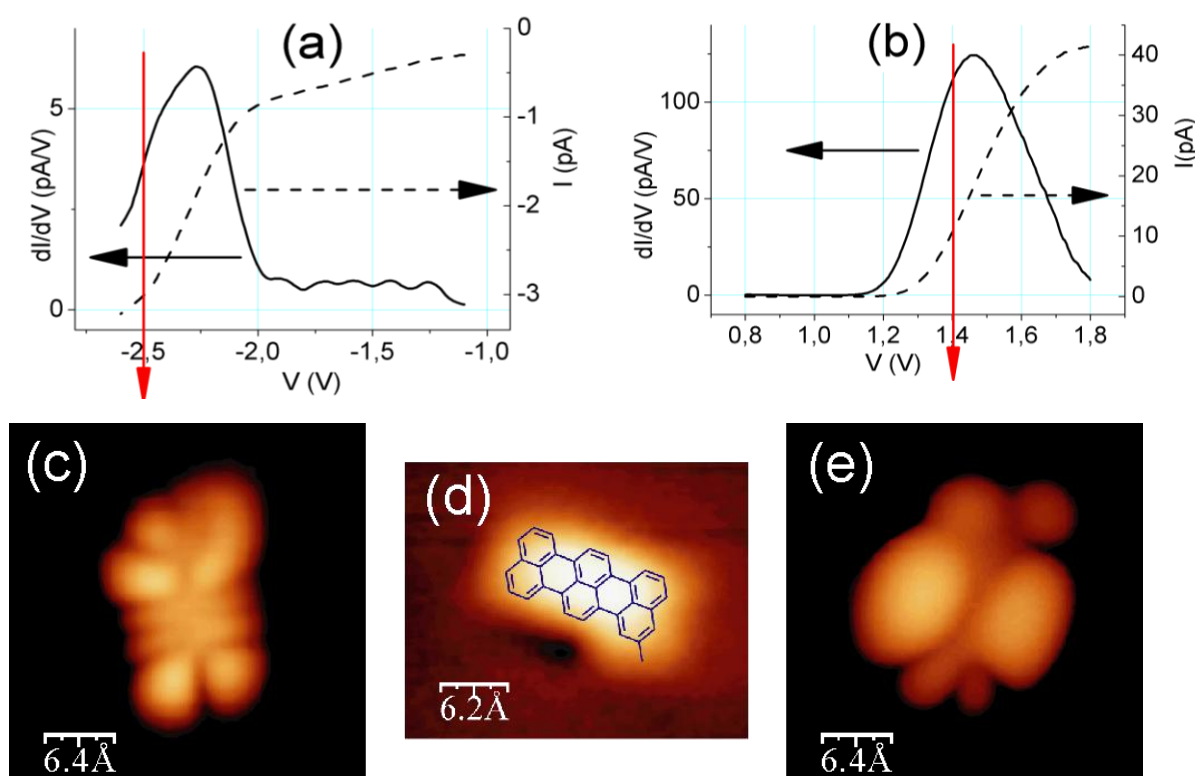 (a)
dI/dV (pA/V)
5
0
0
-1
-2
-3
I (pA)
-2,5 -2,0 -1,5 -1,0
V (V)
(b)
dI/dV (pA/V)
100
50
0
40
30
20
10
0
I(pA)
0,8 1,0 1,2 1,4 1,6 1,8
V (V)
(c)
6.4Å
(d)
6.2Å
(e)
6.4Å